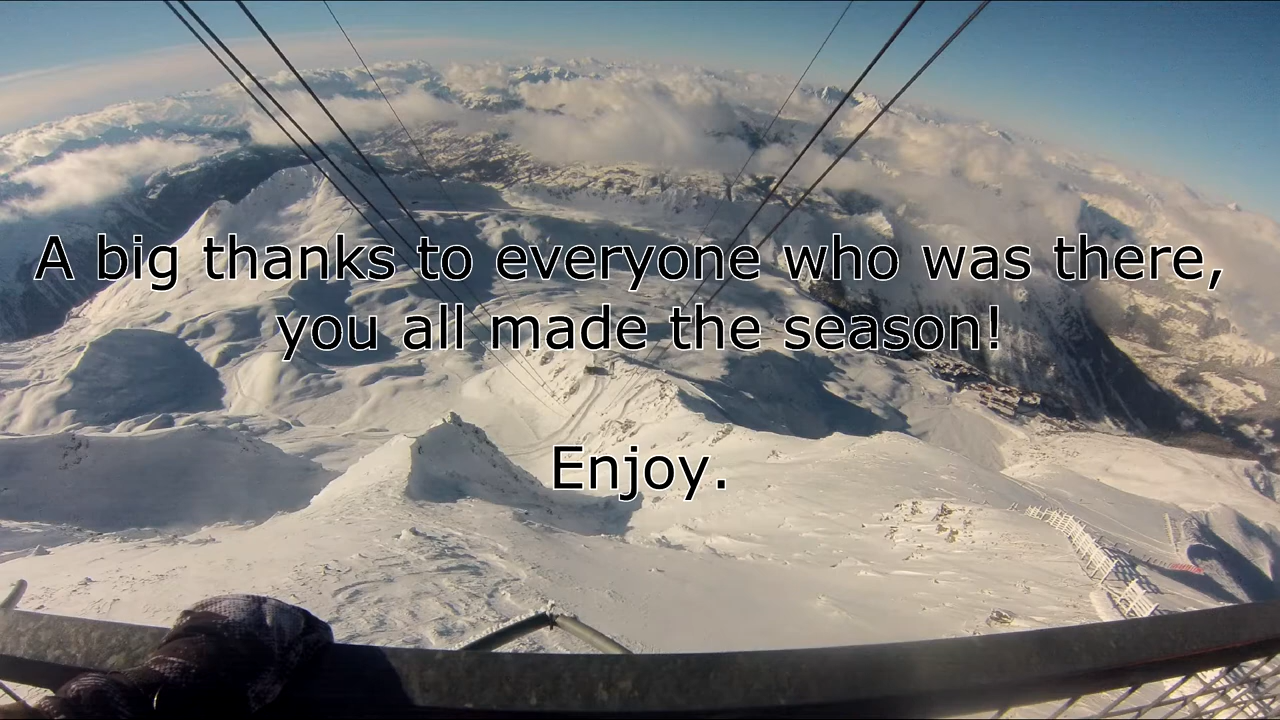 A big thanks to everyone who was there,
you all made the season!
Enjoy.